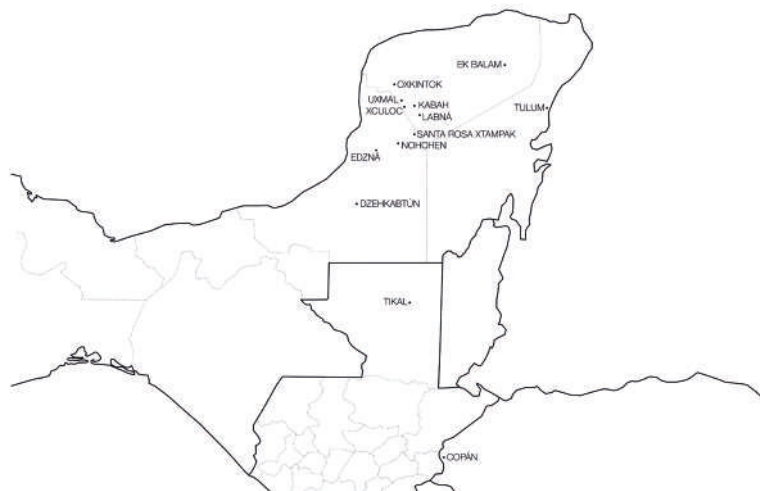 EK BALAM
OXKINTOK
UXMAL
KABAH
TULUM
XCULOC
LABNÁ
SANTA ROSA XTAMPAK
NOHCHEN
EDZNÁ
DZEHKABTÚN
TIKAL
COPÁN